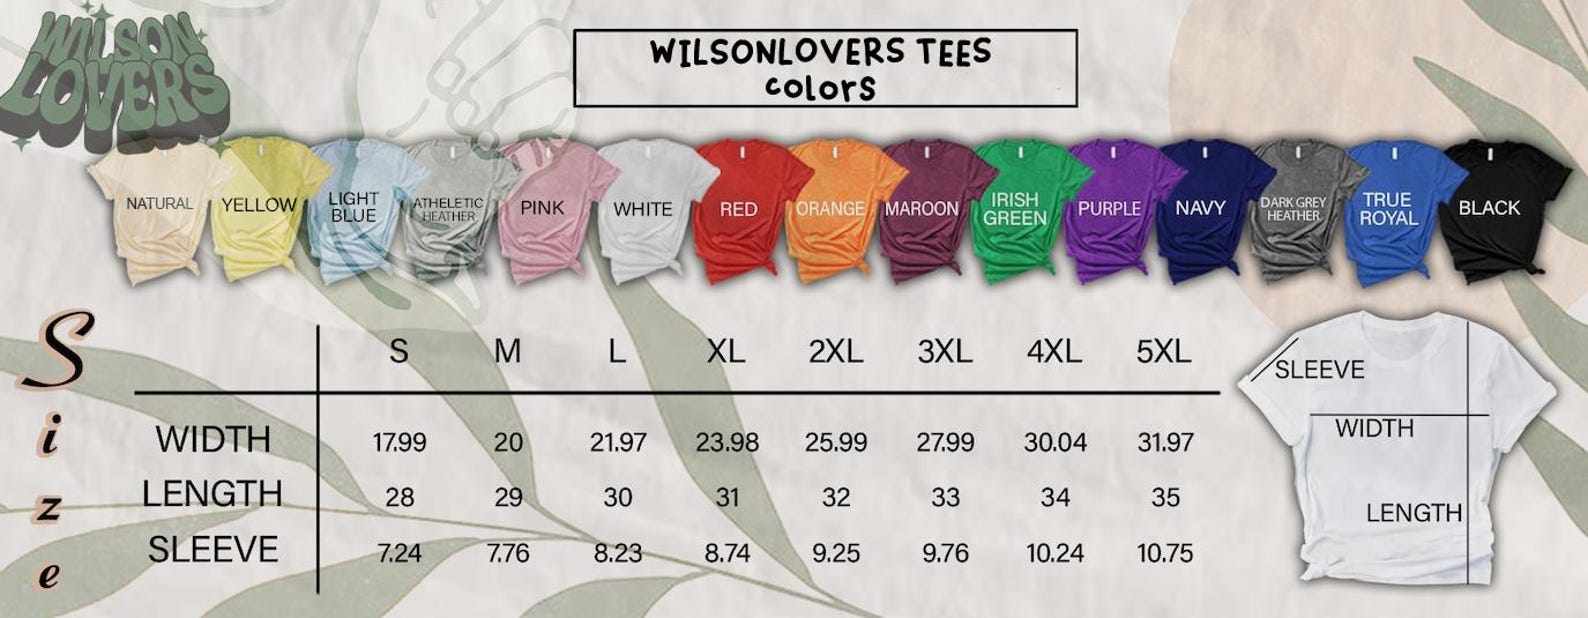 WILSON
LOVERS
WILSONLOVERS TEES
colors
NATURAL
YELLOW
LIGHT
BLUE
ATHELETIC
HEATHER
PINK
WHITE
RED
ORANGE
MAROON
IRISH
GREEN
PURPLE
NAVY
DARK GREY
HEATHER
TRUE
ROYAL
BLACK
Size
S M L XL 2XL 3XL 4XL 5XL
WIDTH 17.99 20 21.97 23.98 25.99 27.99 30.04 31.97
LENGTH 28 29 30 31 32 33 34 35
SLEEVE 7.24 7.76 8.23 8.74 9.25 9.76 10.24 10.75
SLEEVE
WIDTH
LENGTH